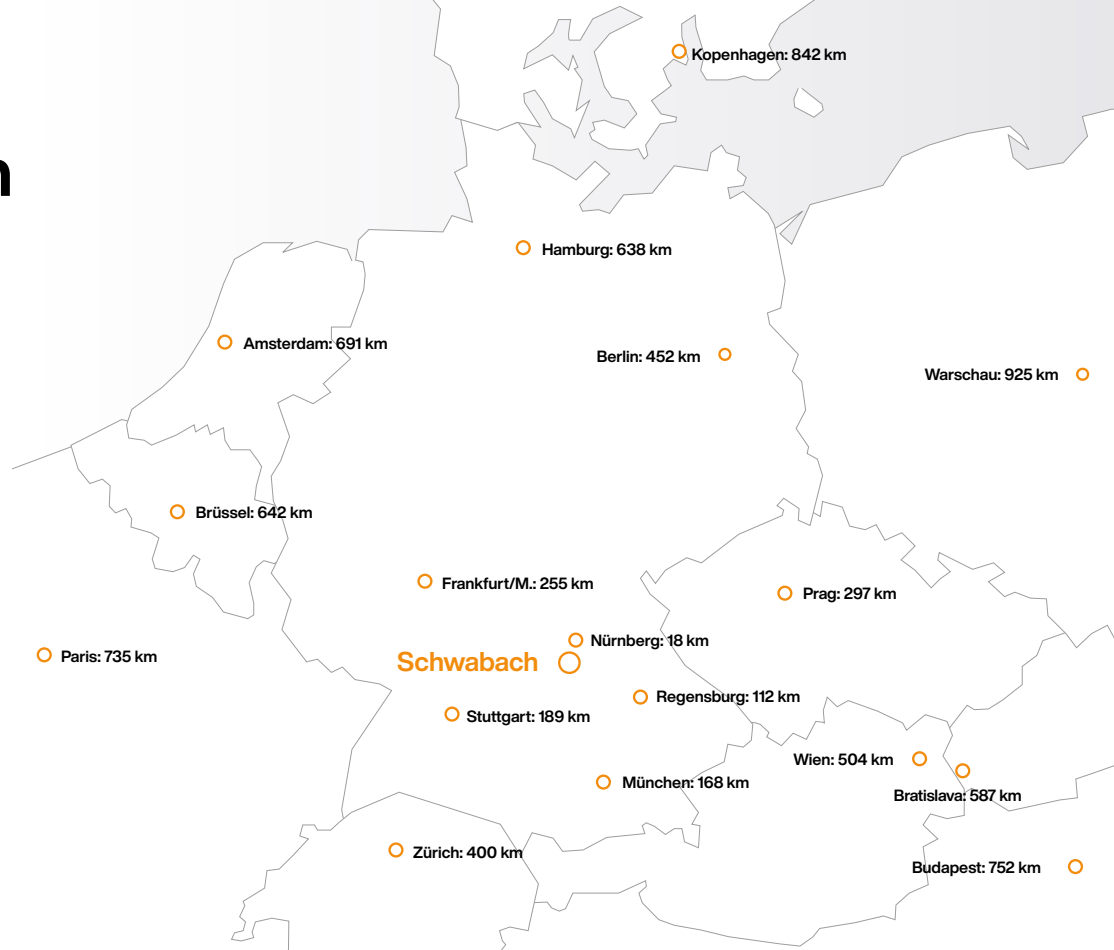 Kopenhagen: 842 km
n
Hamburg: 638 km
Amsterdam: 691 km
Berlin: 452 km
Warschau: 925 km
Brüssel: 642 km
Frankfurt/M.: 255 km
Prag: 297 km
Nürnberg: 18 km
Paris: 735 km
Schwabach
Regensburg: 112 km
Stuttgart: 189 km
Wien: 504 km
München: 168 km
Bratislava: 587 km
Zürich: 400 km
Budapest: 752 km